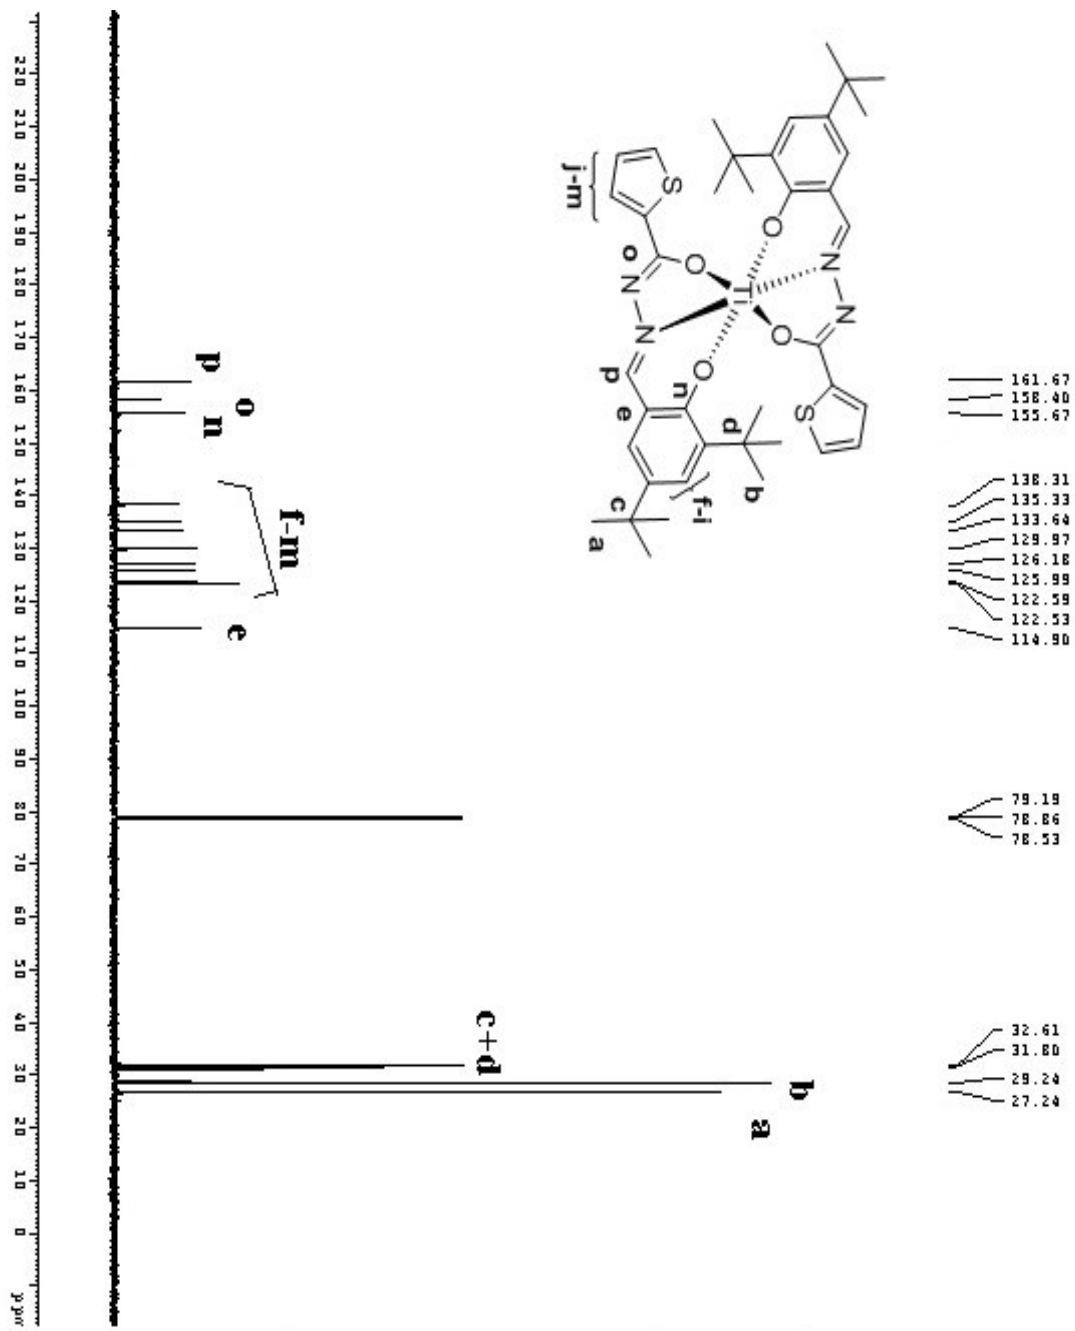 220
210
200
190
180
170
160
150
140
130
120
110
100
90
80
70
60
50
40
30
20
10
0
ppm
161.67
158.40
155.67
138.31
135.33
133.64
129.97
126.18
125.99
122.59
122.53
114.90
79.19
78.86
78.53
32.61
31.80
29.24
27.24
p
o
n
f-m
e
c+d
b
a
j-m
S
o
N
N
p
O
O
Ti
N
N
O
O
S
n
e
d
b
f-i
c
a